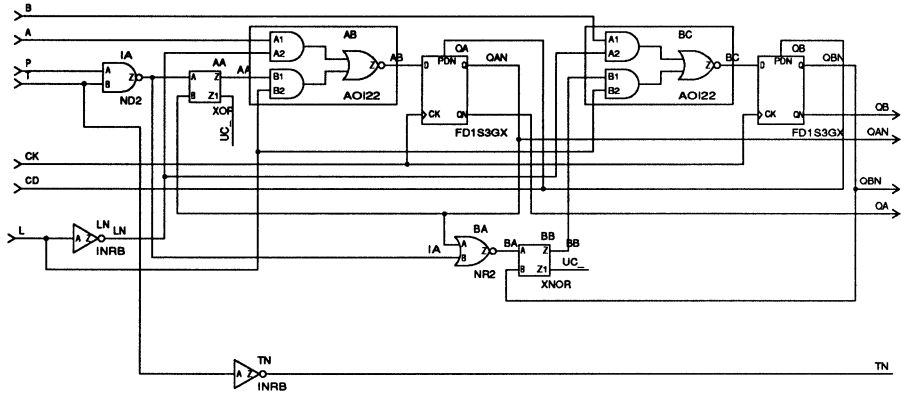 B
A
P
T
IA
A
Z
B
ND2
AA
A
Z
B
Z1
XOR
UC_
AA
AB
A1
A2
B1
B2
Z
AOI22
AB
QA
PDN
D
Q
CK
QN
FD1S3GX
QAN
BC
A1
A2
B1
B2
Z
AOI22
BC
QB
PDN
D
Q
CK
QN
FD1S3GX
QBN
QB
QAN
CK
CD
QBN
QA
L
LN
A Z
LN
INRB
IA
BA
A
B
Z
NR2
BA
BB
A
Z
B
Z1
XNOR
BB
UC_
TN
A Z
INRB
TN